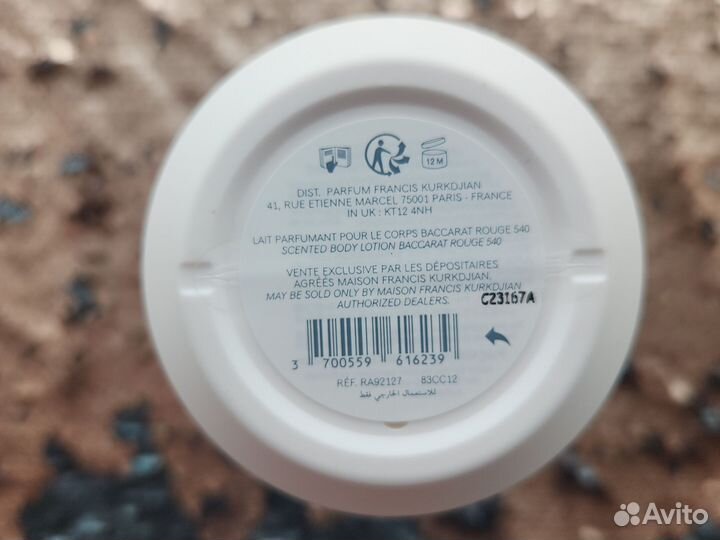 12 M
DIST. PARFUM FRANCIS KURKDJIAN
41, RUE ETIENNE MARCEL 75001 PARIS - FRANCE
IN UK : KT12 4NH
LAIT PARFUMANT POUR LE CORPS BACCARAT ROUGE 540
SCENTED BODY LOTION BACCARAT ROUGE 540
VENTE EXCLUSIVE PAR LES DÉPOSITAIRES
AGRÉÉS MAISON FRANCIS KURKDJIAN.
MAY BE SOLD ONLY BY MAISON FRANCIS KURKDJIAN
AUTHORIZED DEALERS.
C23167A
3 700559 616239
RÉF. RA92127 83CC12
للاستعمال الخارجي فقط
Avito